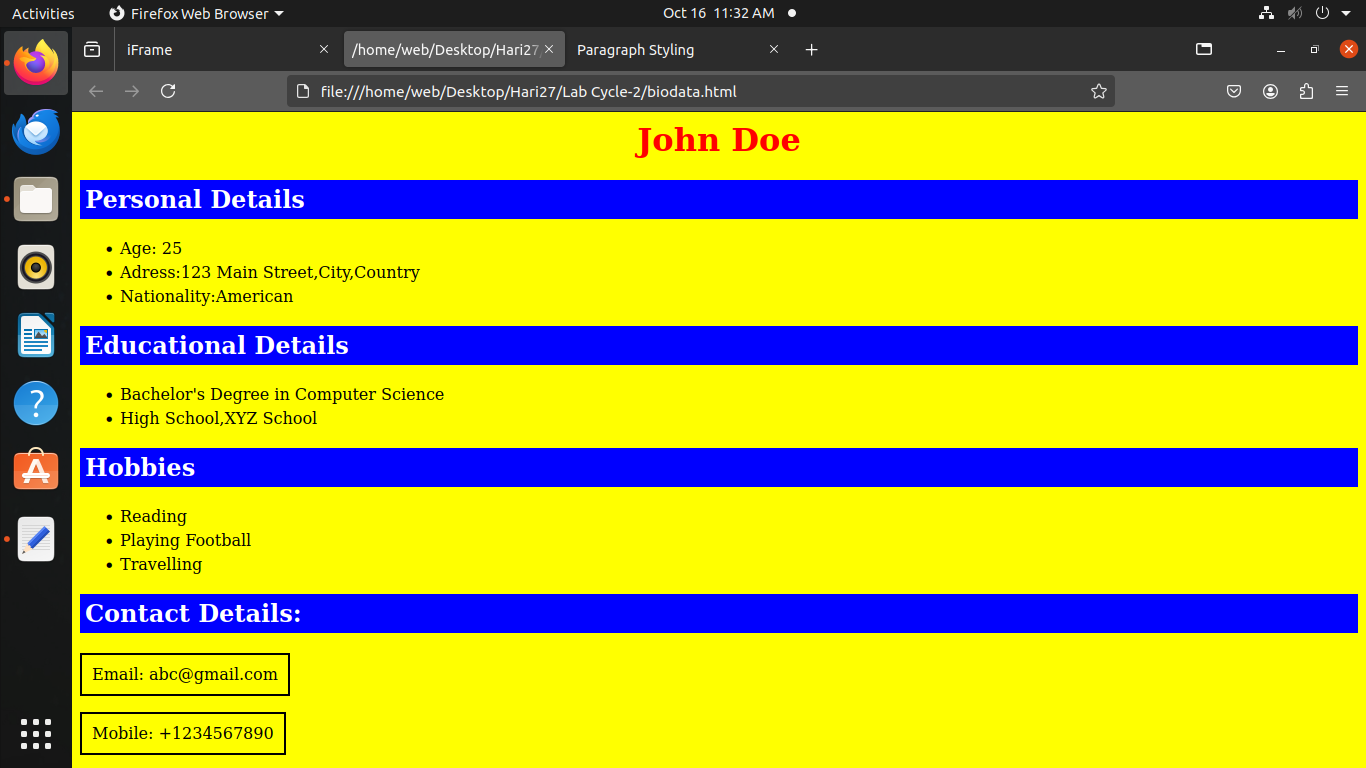 Activities
Firefox Web Browser
Oct 16 11:32 AM
iFrame
/home/web/Desktop/Hari27/
Paragraph Styling
file:///home/web/Desktop/Hari27/Lab Cycle-2/biodata.html
John Doe
Personal Details
Age: 25
Adress:123 Main Street,City,Country
Nationality:American
Educational Details
Bachelor's Degree in Computer Science
High School,XYZ School
Hobbies
Reading
Playing Football
Travelling
Contact Details:
Email: abc@gmail.com
Mobile: +1234567890